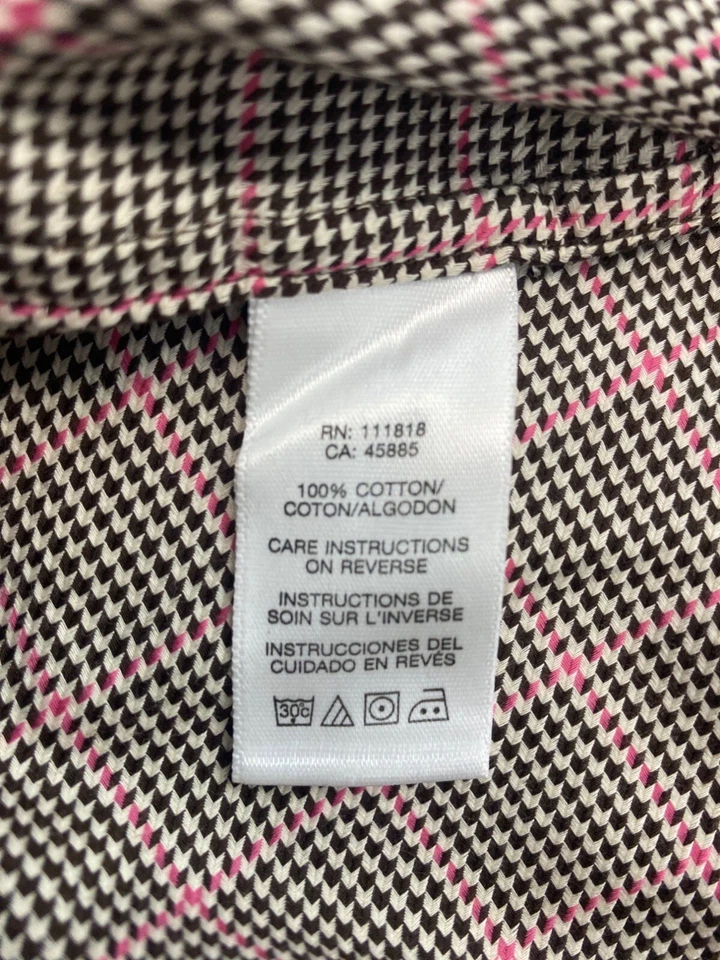 RN: 111818
CA: 45885
100% COTTON/
COTON/ALGODON
CARE INSTRUCTIONS
ON REVERSE
INSTRUCTIONS DE
SOIN SUR L'INVERSE
INSTRUCCIONES DEL
CUIDADO EN REVÉS
30°C